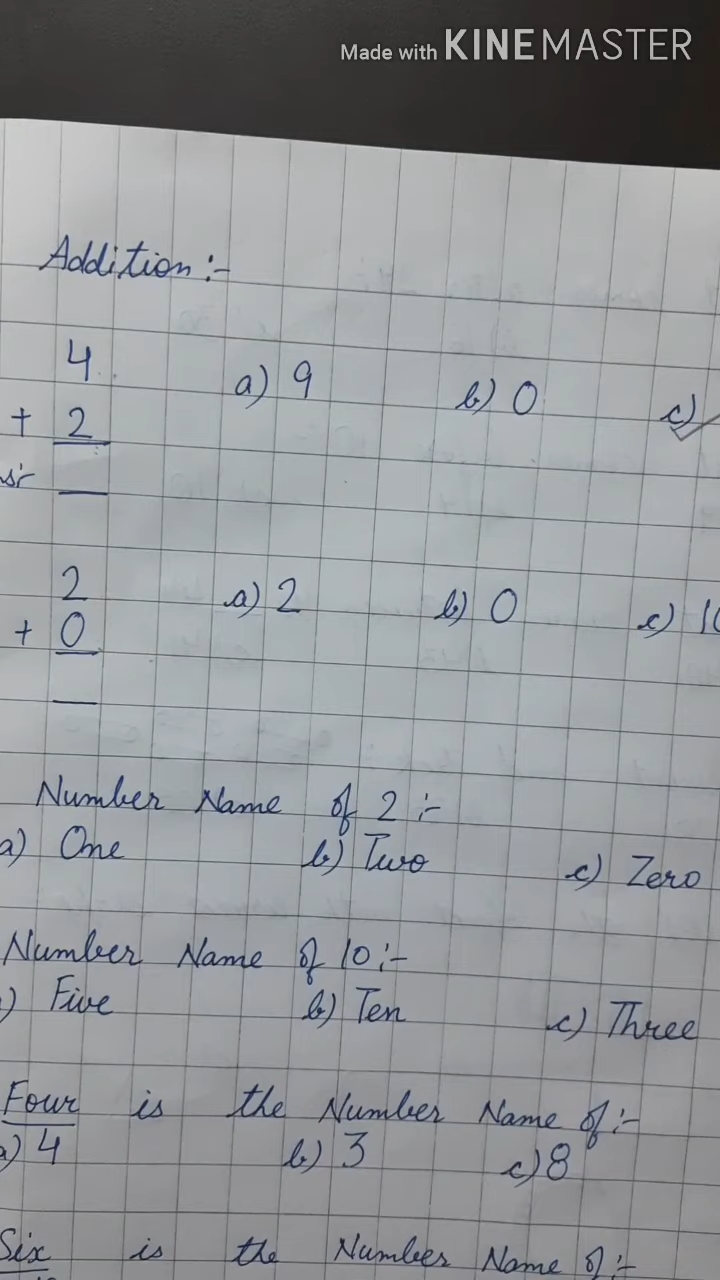 Made with KINEMASTER
Addition :-
4 a) 9 b) 0 c)
+ 2
2 a) 2 b) 0 c)
+ 0
Number Name of 2 :-
a) One b) Two c) Zero
Number Name of 10 :-
) Five b) Ten c) Three
Four is the Number Name of :-
a) 4 b) 3 c) 8
Six is the Number Name of :-